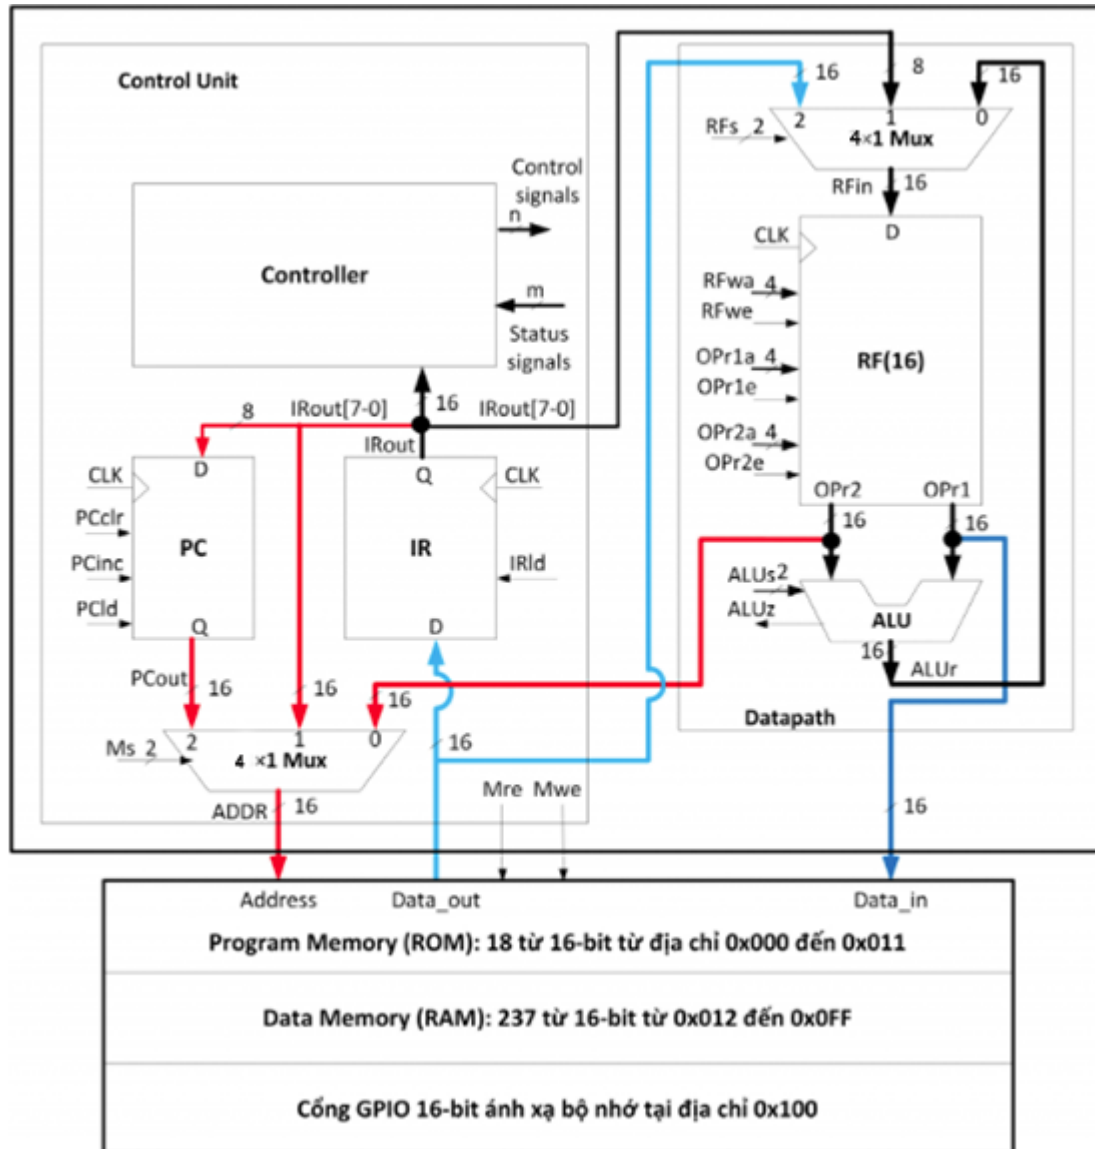 Control Unit
Control
signals
n
Controller
m
Status
signals
16
8 IRout[7-0] IRout[7-0]
IRout
CLK D Q CLK
PCclr
PC IR
PCinc IRld
PCld Q D
PCout 16 16 16
2 1 0
Ms 2 4 ×1 Mux
16
ADDR 16
Mre Mwe
16 8 16
2 1 0
RFs 2 4×1 Mux
RFin 16
D
CLK
RFwa 4
RFwe
OPr1a 4
RF(16)
OPr1e
OPr2a 4
OPr2e
OPr2 OPr1
16 16
ALUs 2
ALUz ALU
16 ALUr
Datapath
16
Address Data_out Data_in
Program Memory (ROM): 18 từ 16-bit từ địa chỉ 0x000 đến 0x011
Data Memory (RAM): 237 từ 16-bit từ 0x012 đến 0x0FF
Cổng GPIO 16-bit ánh xạ bộ nhớ tại địa chỉ 0x100